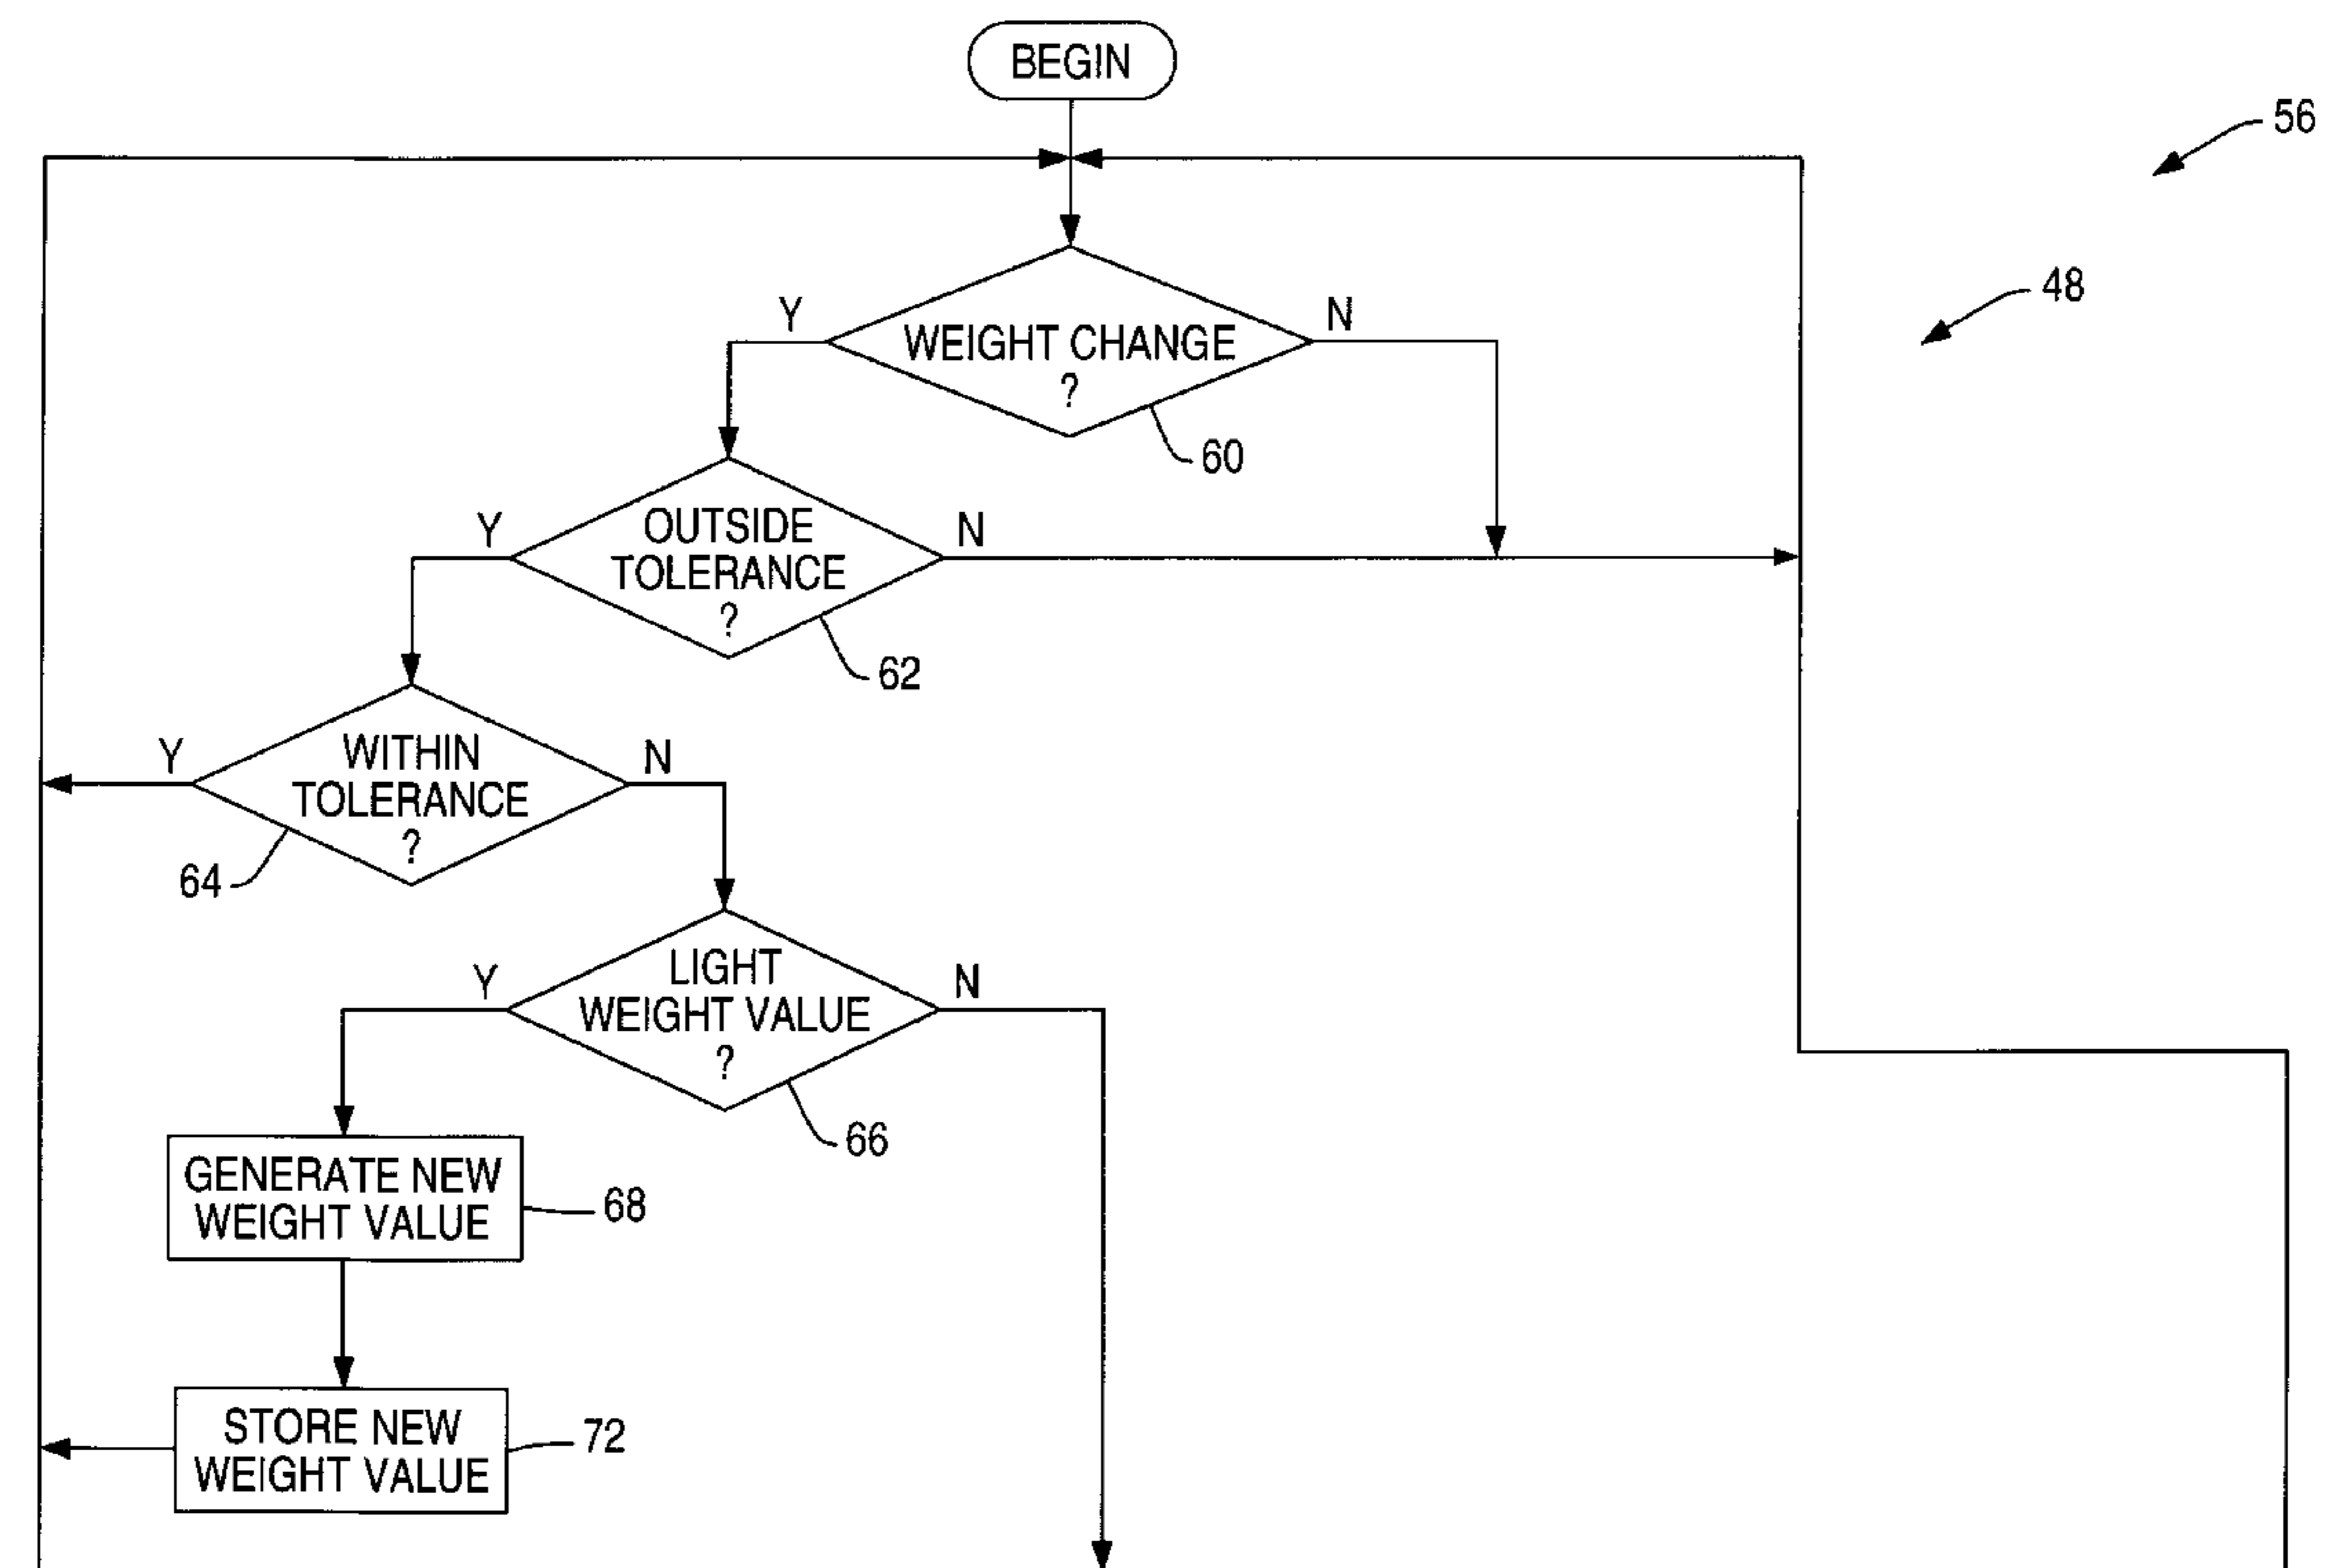 BEGIN
56
48
Y
WEIGHT CHANGE
?
N
60
Y
OUTSIDE
TOLERANCE
?
N
62
Y
WITHIN
TOLERANCE
?
N
64
Y
LIGHT
WEIGHT VALUE
?
N
66
GENERATE NEW
WEIGHT VALUE
68
STORE NEW
WEIGHT VALUE
72